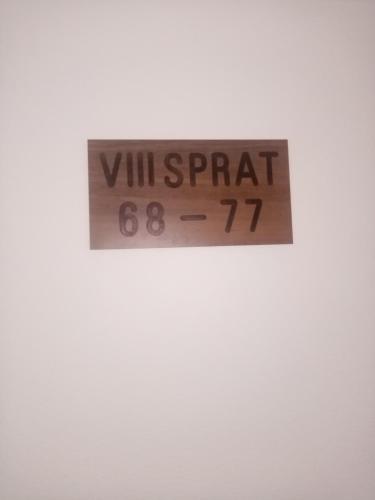 VIII SPRAT
68 – 77